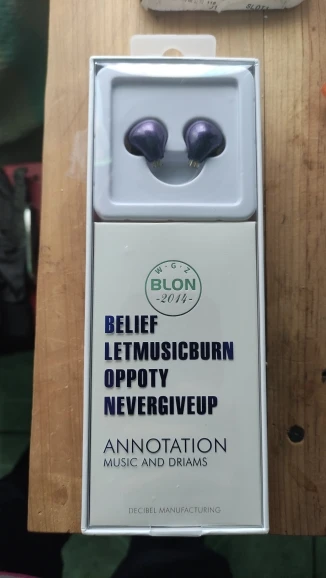 W·G·Z
BLON
-2014-
BELIEF
LETMUSICBURN
OPPOTY
NEVERGIVEUP
ANNOTATION
MUSIC AND DRIAMS
DECIBEL MANUFACTURING